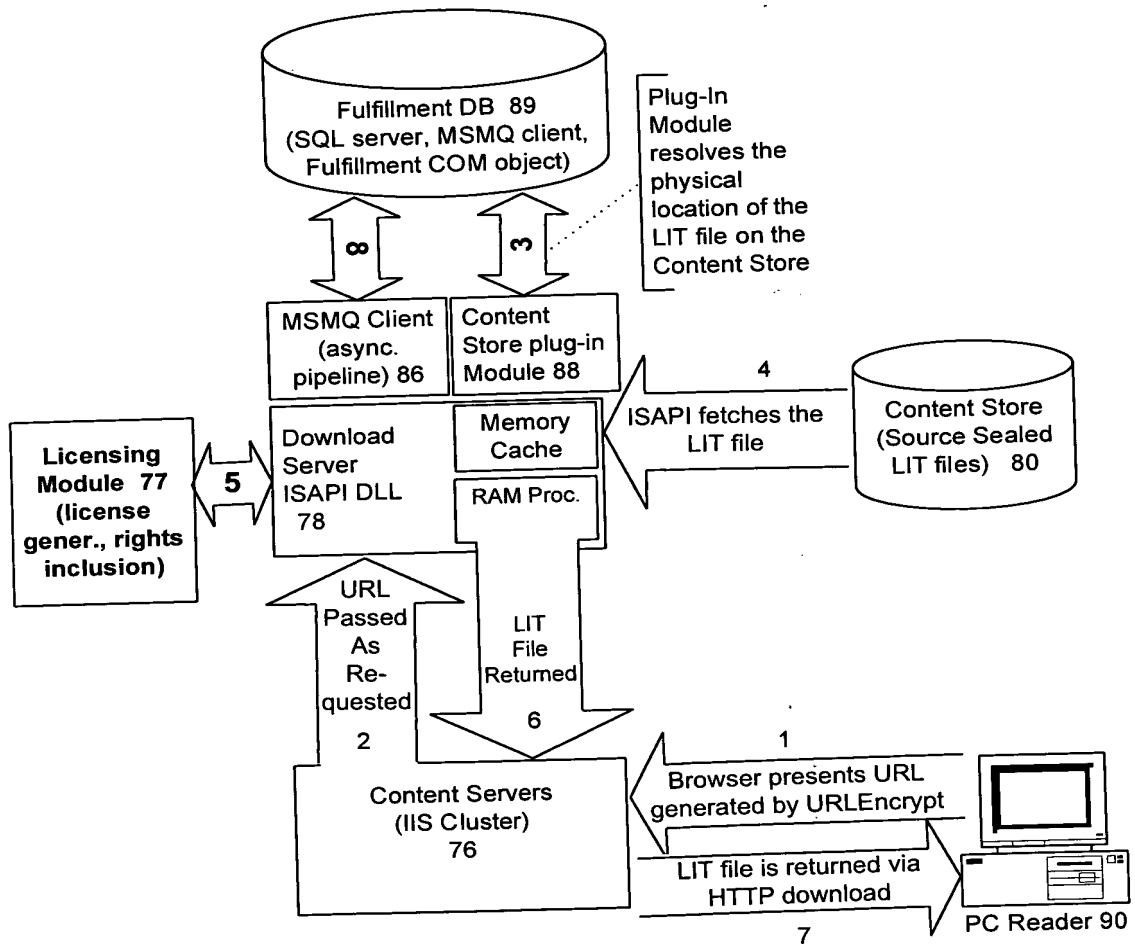 Fulfillment DB 89
(SQL server, MSMQ client,
Fulfillment COM object)
Plug-In
Module
resolves the
physical
location of the
LIT file on the
Content Store
8
3
MSMQ Client
(async.
pipeline) 86
Content
Store plug-in
Module 88
4
ISAPI fetches the
LIT file
Content Store
(Source Sealed
LIT files) 80
Licensing
Module 77
(license
gener., rights
inclusion)
5
Download
Server
ISAPI DLL
78
Memory
Cache
RAM Proc.
URL
Passed
As
Re-
quested
2
LIT
File
Returned
6
Content Servers
(IIS Cluster)
76
1
Browser presents URL
generated by URLEncrypt
LIT file is returned via
HTTP download
7
PC Reader 90